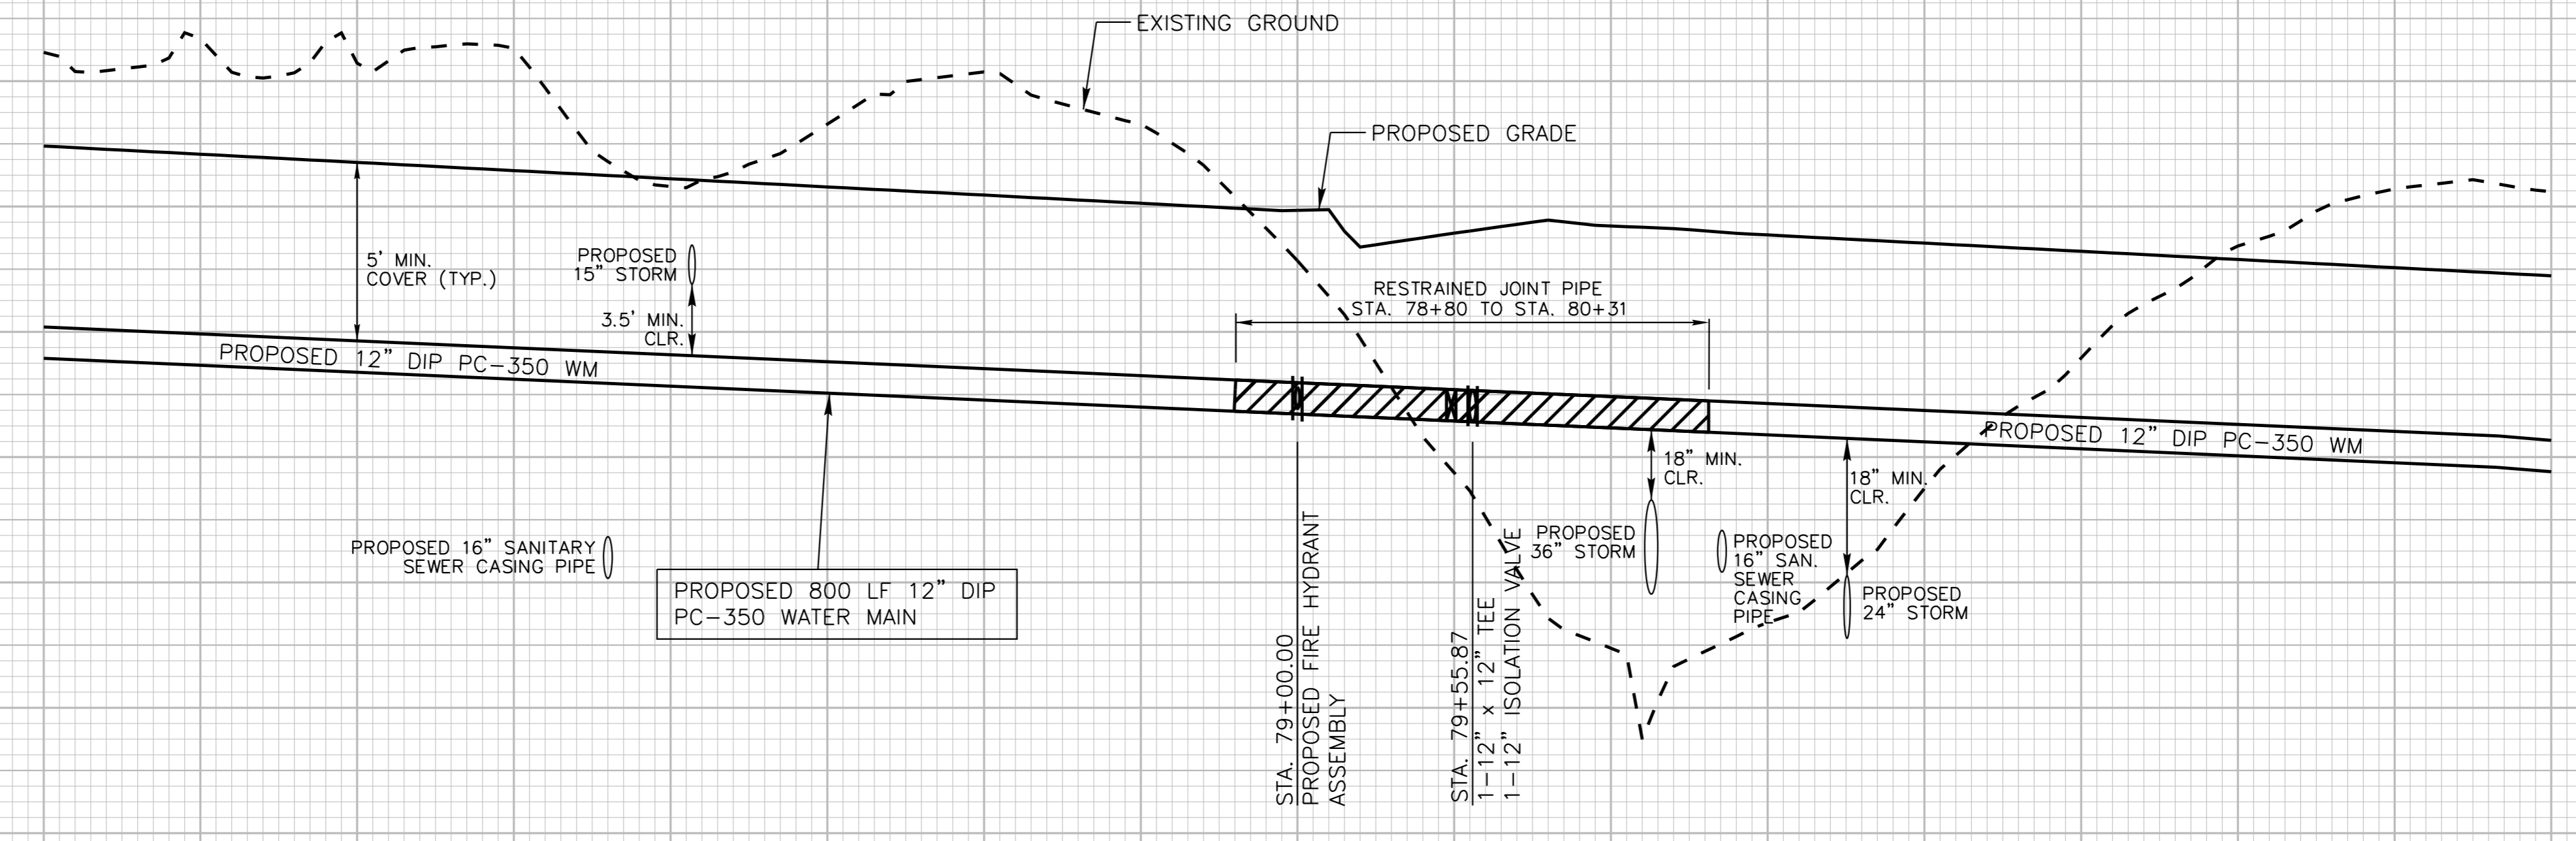 EXISTING GROUND
PROPOSED GRADE
5' MIN.
COVER (TYP.)
PROPOSED
15" STORM
3.5' MIN.
CLR.
RESTRAINED JOINT PIPE
STA. 78+80 TO STA. 80+31
PROPOSED 12" DIP PC-350 WM
PROPOSED 12" DIP PC-350 WM
18" MIN.
CLR.
18" MIN.
CLR.
PROPOSED 16" SANITARY
SEWER CASING PIPE
PROPOSED 800 LF 12" DIP
PC-350 WATER MAIN
STA. 79+00.00
PROPOSED FIRE HYDRANT
ASSEMBLY
STA. 79+55.87
1-12" x 12" TEE
1-12" ISOLATION VALVE
PROPOSED
36" STORM
PROPOSED
16" SAN.
SEWER
CASING
PIPE
PROPOSED
24" STORM